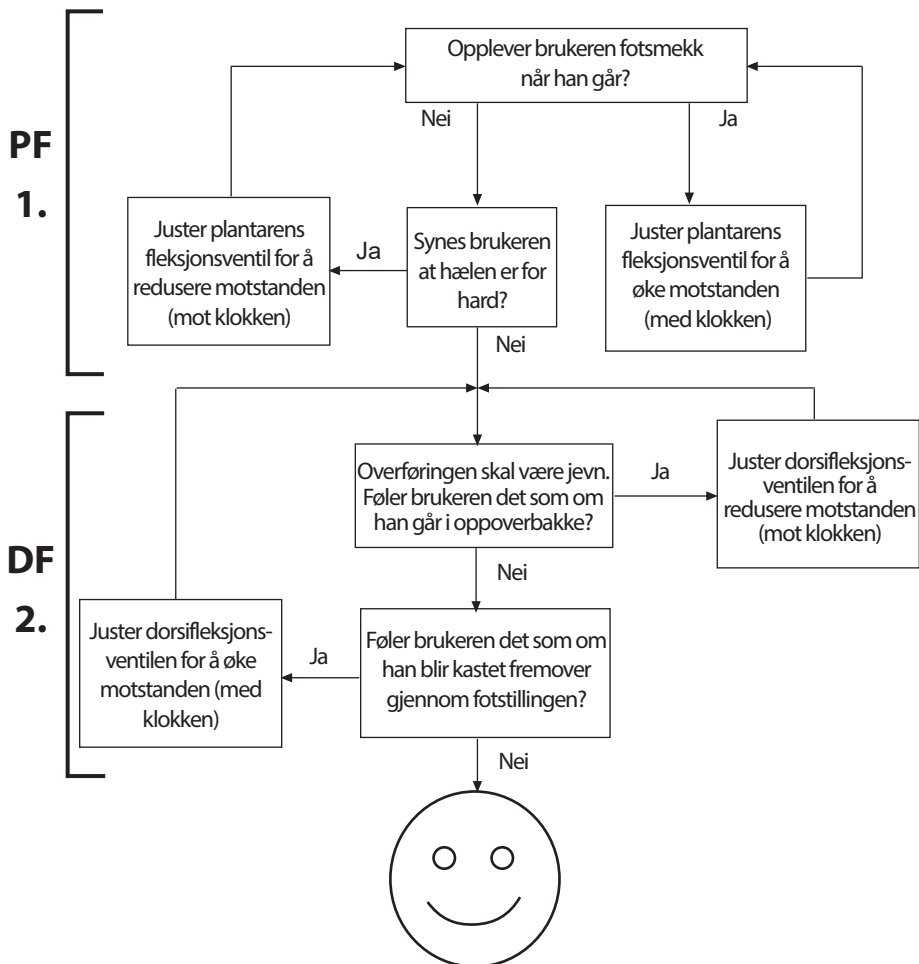 Opplever brukeren fotsmekk
når han går?
Nei
Ja
PF
1.
Juster plantarens
fleksjonsventil for å
redusere motstanden
(mot klokken)
Ja
Synes brukeren
at hælen er for
hard?
Juster plantarens
fleksjonsventil for å
øke motstanden
(med klokken)
Nei
DF
2.
Overføringen skal være jevn.
Føler brukeren det som om
han går i oppoverbakke?
Ja
Juster dorsifleksjons-
ventilen for å
redusere motstanden
(mot klokken)
Nei
Juster dorsifleksjons-
ventilen for å øke
motstanden (med
klokken)
Ja
Føler brukeren det som om
han blir kastet fremover
gjennom fotstillingen?
Nei